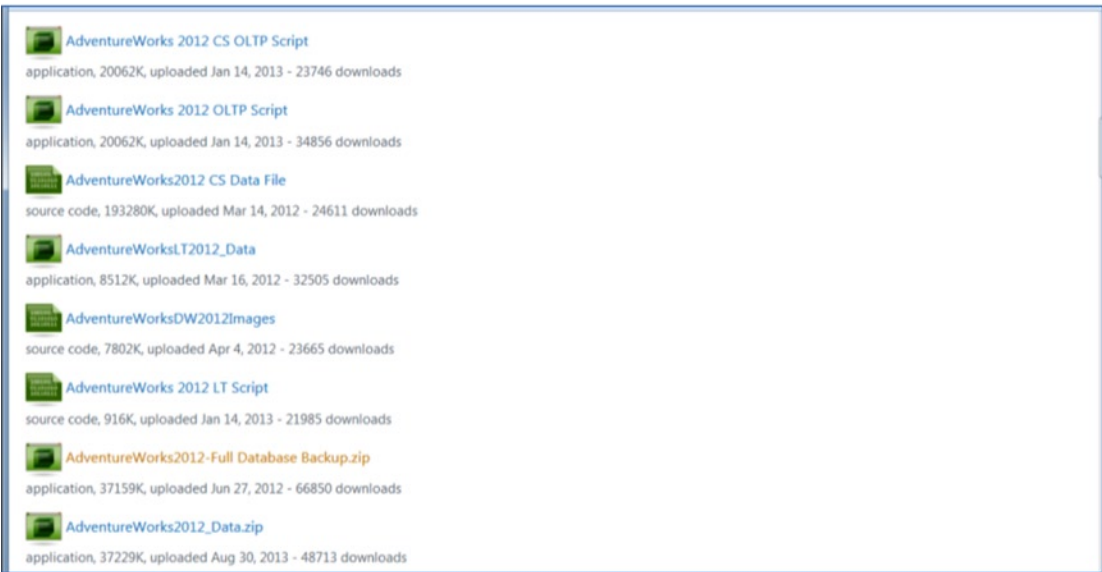 AdventureWorks 2012 CS OLTP Script
application, 20062K, uploaded Jan 14, 2013 - 23746 downloads
AdventureWorks 2012 OLTP Script
application, 20062K, uploaded Jan 14, 2013 - 34856 downloads
AdventureWorks2012 CS Data File
source code, 193280K, uploaded Mar 14, 2012 - 24611 downloads
AdventureWorksLT2012_Data
application, 8512K, uploaded Mar 16, 2012 - 32505 downloads
AdventureWorksDW2012Images
source code, 7802K, uploaded Apr 4, 2012 - 23665 downloads
AdventureWorks 2012 LT Script
source code, 916K, uploaded Jan 14, 2013 - 21985 downloads
AdventureWorks2012-Full Database Backup.zip
application, 37159K, uploaded Jun 27, 2012 - 66850 downloads
AdventureWorks2012_Data.zip
application, 37229K, uploaded Aug 30, 2013 - 48713 downloads